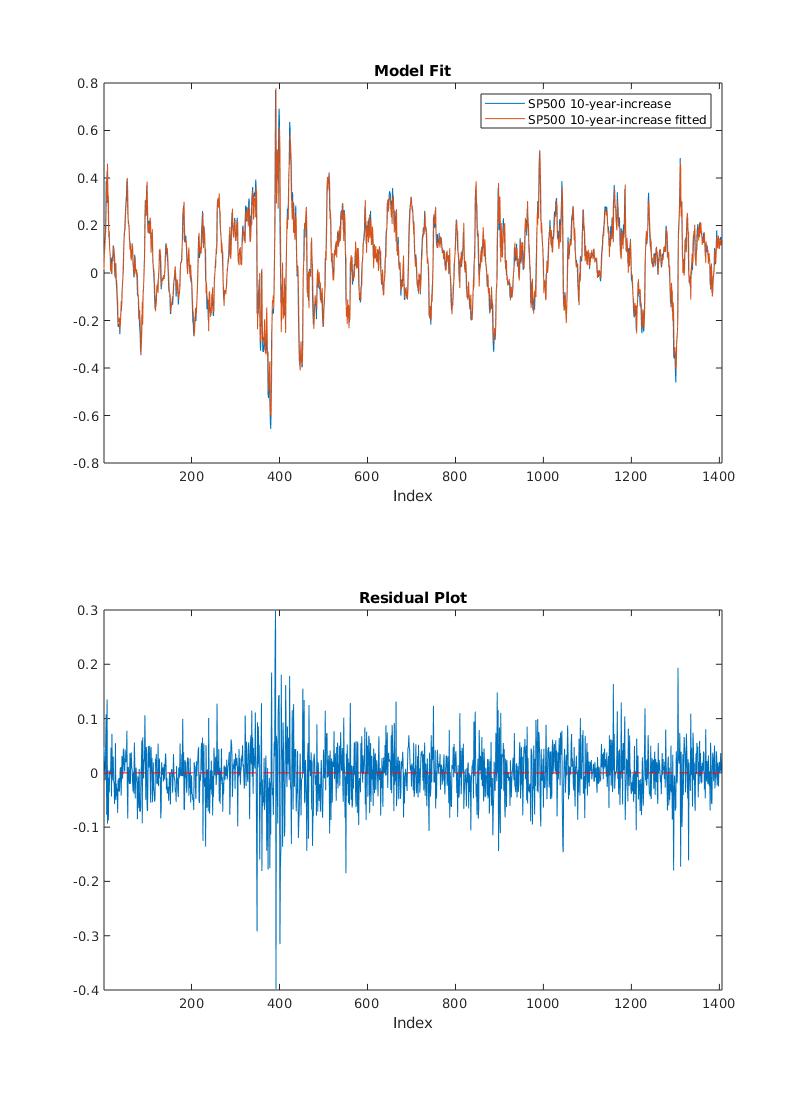 Model Fit
0.8
0.6
0.4
0.2
0
-0.2
-0.4
-0.6
-0.8
SP500 10-year-increase
SP500 10-year-increase fitted
200 400 600 800 1000 1200 1400
Index
Residual Plot
0.3
0.2
0.1
0
-0.1
-0.2
-0.3
-0.4
200 400 600 800 1000 1200 1400
Index